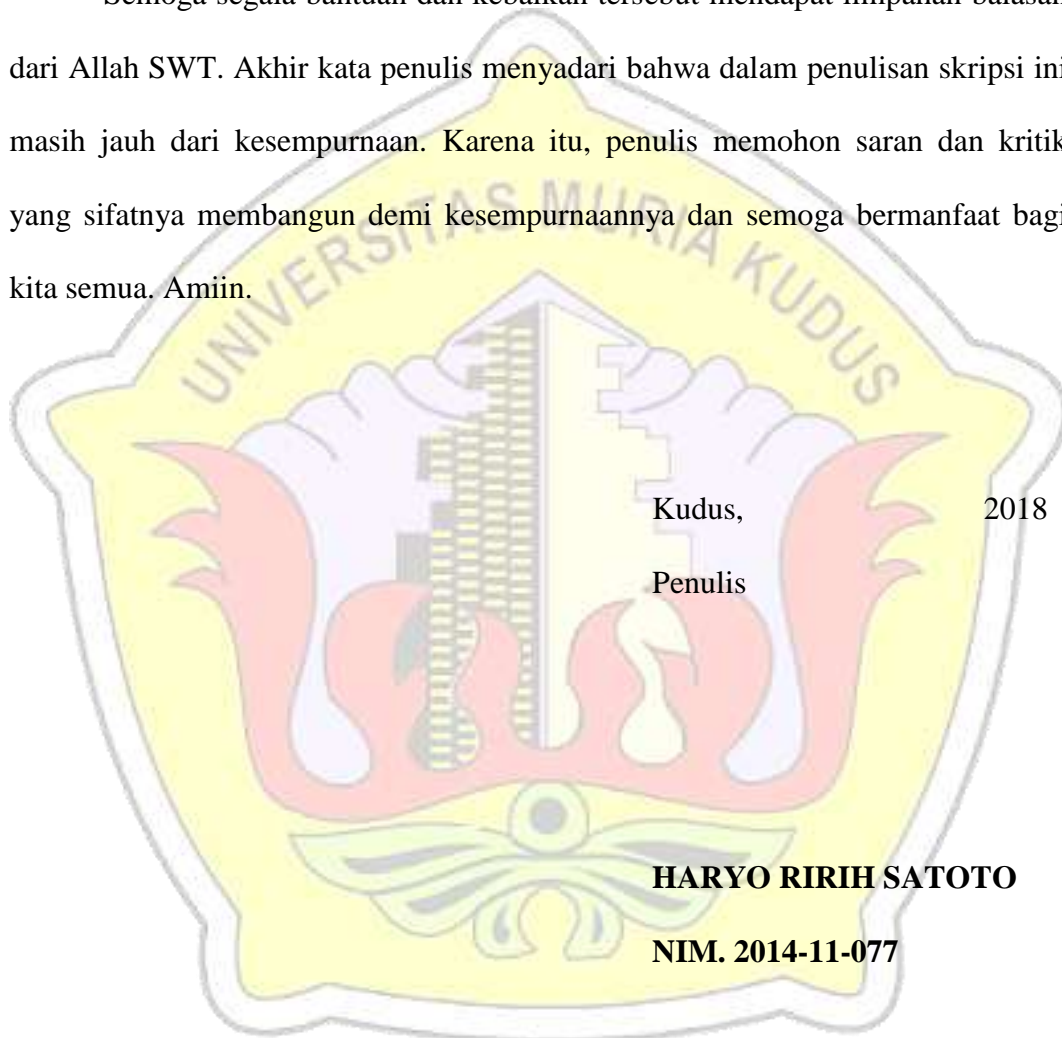 Semoga segala bantuan dan kebaikan tersebut mendapat limpahan balasan
dari Allah SWT. Akhir kata penulis menyadari bahwa dalam penulisan skripsi ini
masih jauh dari kesempurnaan. Karena itu, penulis memohon saran dan kritik
yang sifatnya membangun demi kesempurnaannya dan semoga bermanfaat bagi
kita semua. Amiin.
UNIVERSITAS MURIA KUDUS
Kudus, 2018
Penulis
HARYO RIRIH SATOTO
NIM. 2014-11-077